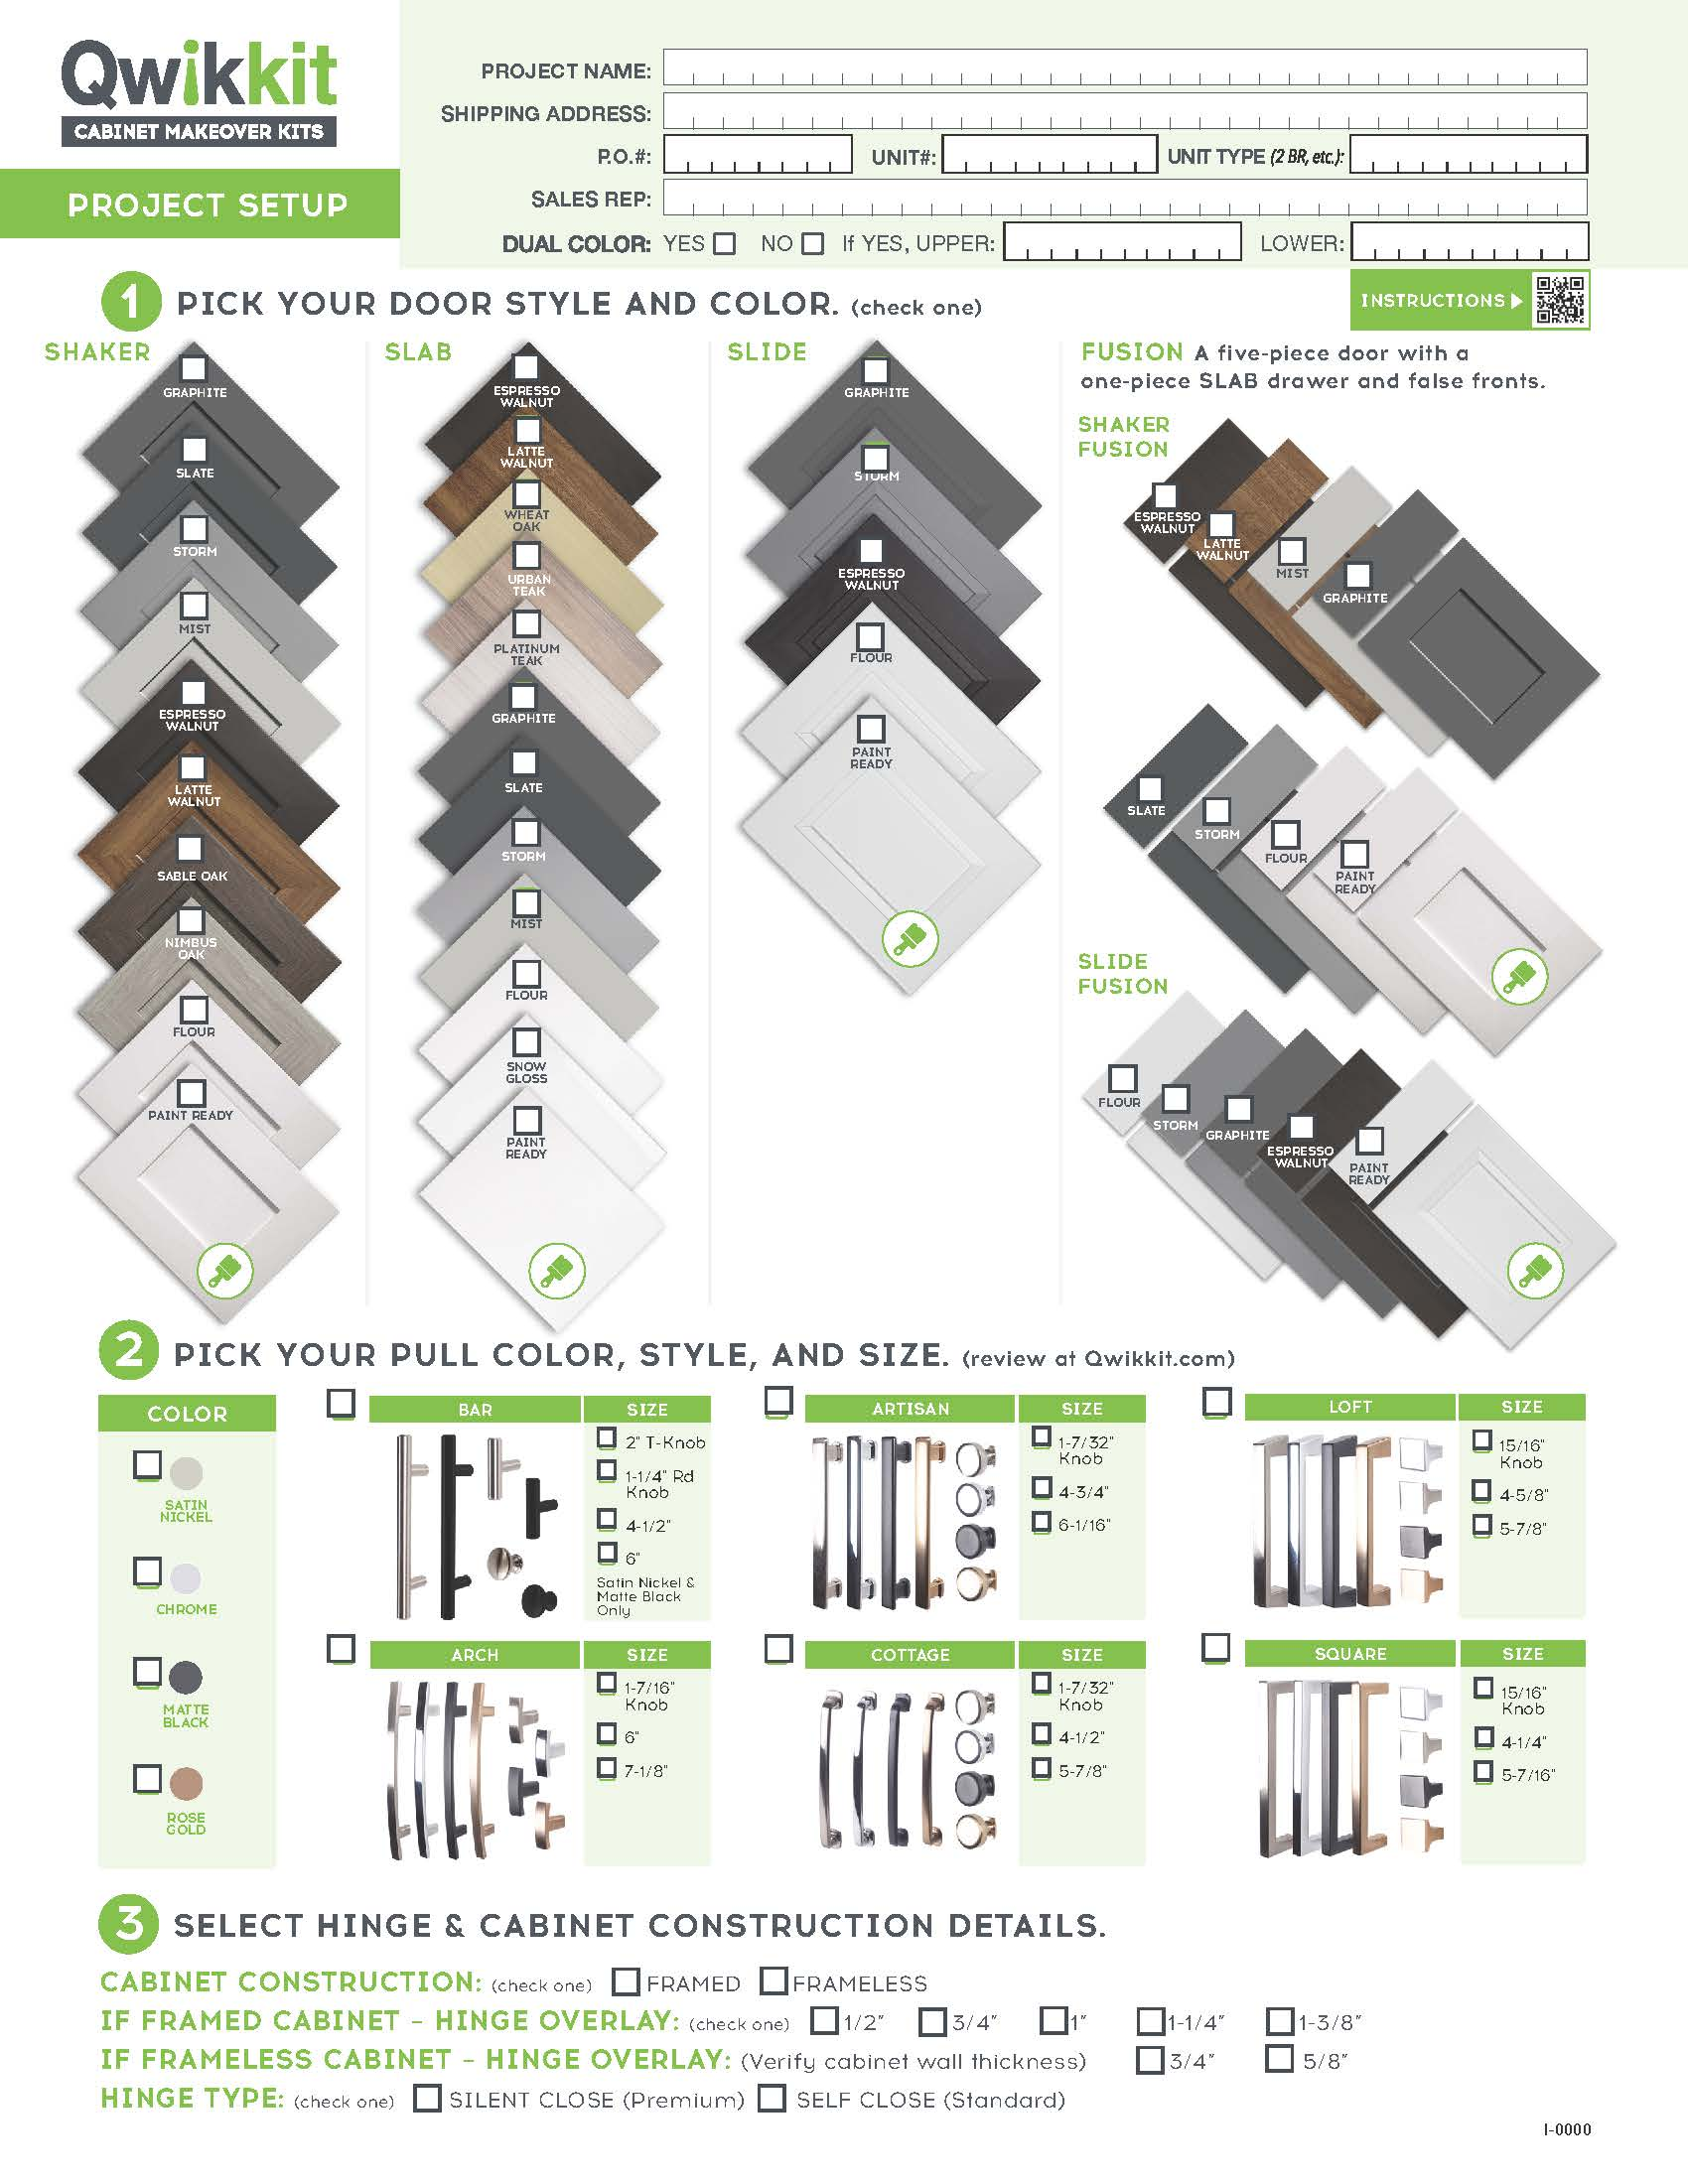 Qwikkit
CABINET MAKEOVER KITS
PROJECT SETUP
PROJECT NAME:
SHIPPING ADDRESS:
P.O.#:
UNIT#:
UNIT TYPE (2 BR, etc.):
SALES REP:
DUAL COLOR: YES NO If YES, UPPER: LOWER:
1 PICK YOUR DOOR STYLE AND COLOR. (check one)
INSTRUCTIONS
SHAKER
GRAPHITE
SLATE
STORM
MIST
ESPRESSO
WALNUT
LATTE
WALNUT
SABLE OAK
NIMBUS
OAK
FLOUR
PAINT READY
SLAB
ESPRESSO
WALNUT
LATTE
WALNUT
WHEAT
OAK
URBAN
TEAK
PLATINUM
TEAK
GRAPHITE
SLATE
STORM
MIST
FLOUR
SNOW
GLOSS
PAINT
READY
SLIDE
GRAPHITE
STORM
ESPRESSO
WALNUT
FLOUR
PAINT
READY
FUSION A five-piece door with a
one-piece SLAB drawer and false fronts.
SHAKER
FUSION
ESPRESSO
WALNUT
LATTE
WALNUT
MIST
GRAPHITE
SLATE
STORM
FLOUR
PAINT
READY
SLIDE
FUSION
FLOUR
STORM
GRAPHITE
ESPRESSO
WALNUT
PAINT
READY
2 PICK YOUR PULL COLOR, STYLE, AND SIZE. (review at Qwikkit.com)
COLOR
SATIN
NICKEL
CHROME
MATTE
BLACK
ROSE
GOLD
BAR
SIZE
2" T-Knob
1-1/4" Rd
Knob
4-1/2"
6"
Satin Nickel &
Matte Black
Only
ARTISAN
SIZE
1-7/32"
Knob
4-3/4"
6-1/16"
LOFT
SIZE
15/16"
Knob
4-5/8"
5-7/8"
ARCH
SIZE
1-7/16"
Knob
6"
7-1/8"
COTTAGE
SIZE
1-7/32"
Knob
4-1/2"
5-7/8"
SQUARE
SIZE
15/16"
Knob
4-1/4"
5-7/16"
3 SELECT HINGE & CABINET CONSTRUCTION DETAILS.
CABINET CONSTRUCTION: (check one) FRAMED FRAMELESS
IF FRAMED CABINET – HINGE OVERLAY: (check one) 1/2" 3/4" 1" 1-1/4" 1-3/8"
IF FRAMELESS CABINET – HINGE OVERLAY: (Verify cabinet wall thickness) 3/4" 5/8"
HINGE TYPE: (check one) SILENT CLOSE (Premium) SELF CLOSE (Standard)
I-0000